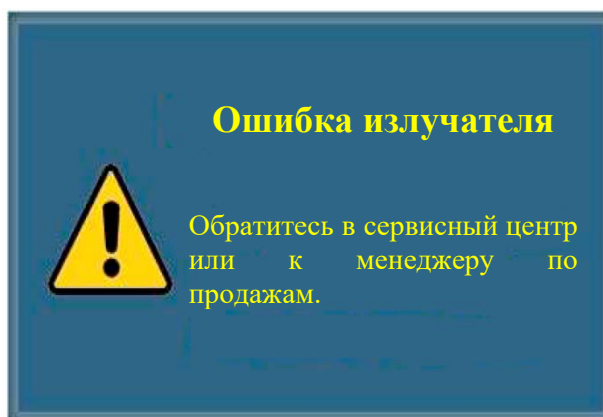 Ошибка излучателя
Обратитесь в сервисный центр
или к менеджеру по
продажам.